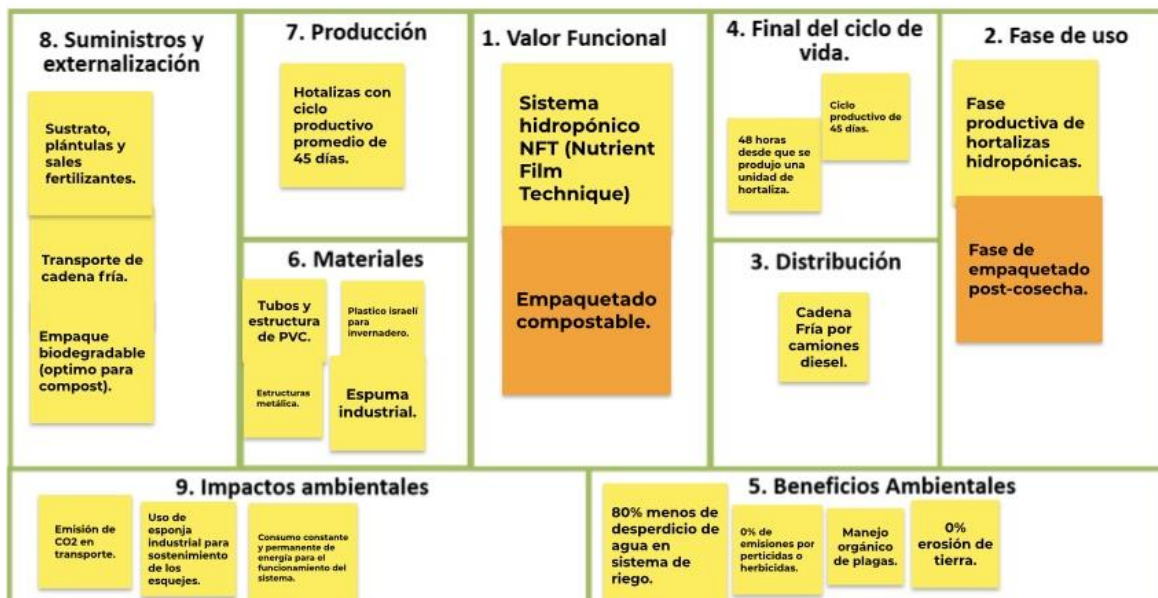 8. Suministros y
externalización
Sustrato,
plántulas y
sales
fertilizantes.
Transporte de
cadena fría.
Empaque
biodegradable
(optimo para
compost).
7. Producción
Hotalizas con
ciclo
productivo
promedio de
45 días.
6. Materiales
Tubos y
estructura
de PVC.
Plastico israelí
para
invernadero.
Estructuras
metálica.
Espuma
industrial.
1. Valor Funcional
Sistema
hidropónico
NFT (Nutrient
Film
Technique)
Empaquetado
compostable.
4. Final del ciclo de
vida.
48 horas
desde que se
produjo una
unidad de
hortaliza.
Ciclo
productivo de
45 días.
3. Distribución
Cadena
Fría por
camiones
diesel.
2. Fase de uso
Fase
productiva de
hortalizas
hidropónicas.
Fase de
empaquetado
post-cosecha.
9. Impactos ambientales
Emisión de
CO2 en
transporte.
Uso de
esponja
industrial para
sostenimiento
de los
esquejes.
Consumo constante
y permanente de
energía para el
funcionamiento del
sistema.
5. Beneficios Ambientales
80% menos de
desperdicio de
agua en
sistema de
riego.
0% de
emisiones por
perticidas o
herbicidas.
Manejo
orgánico
de plagas.
0%
erosión de
tierra.